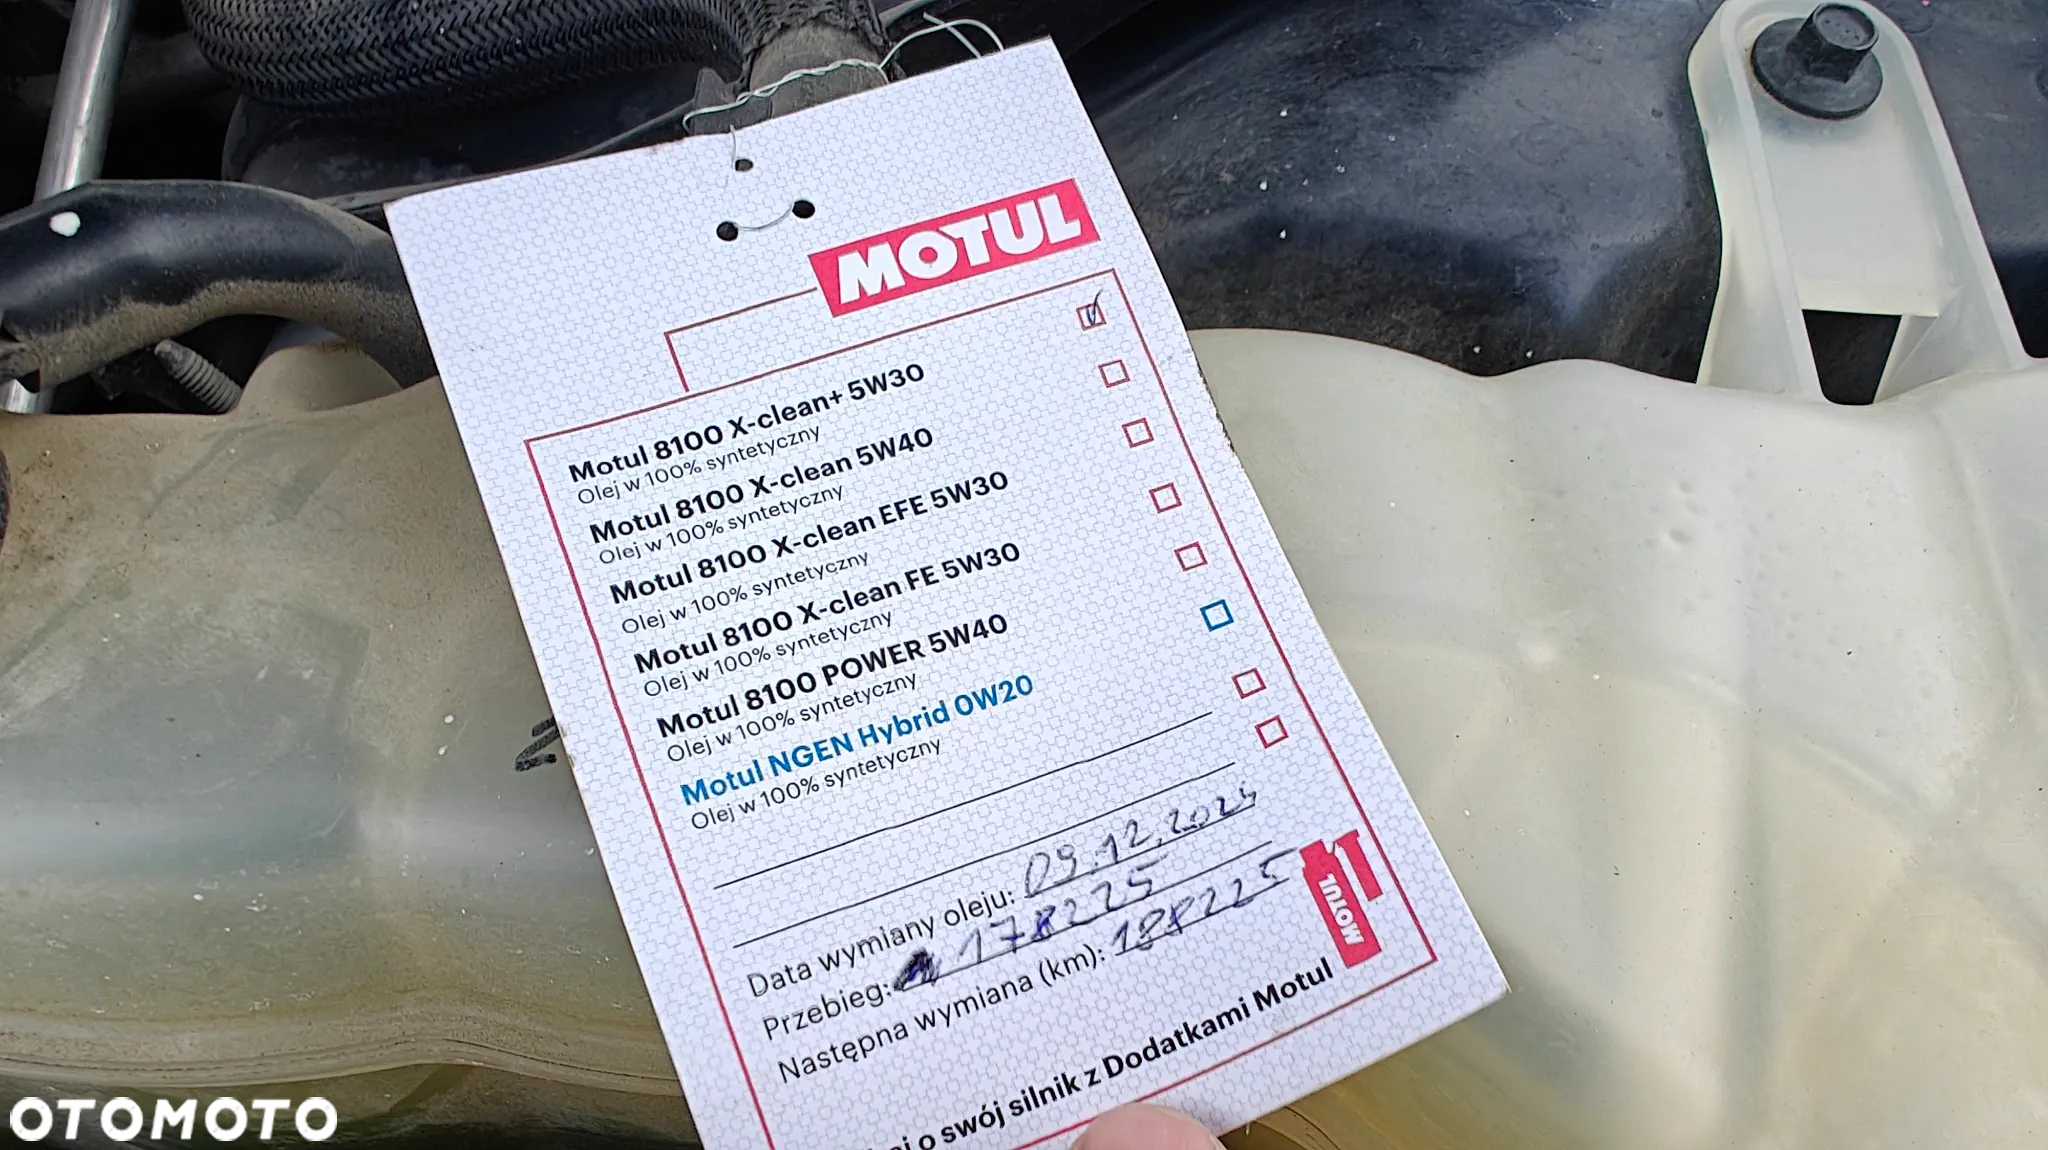 MOTUL
Motul 8100 X-clean+ 5W30
Olej w 100% syntetyczny
Motul 8100 X-clean 5W40
Olej w 100% syntetyczny
Motul 8100 X-clean EFE 5W30
Olej w 100% syntetyczny
Motul 8100 X-clean FE 5W30
Olej w 100% syntetyczny
Motul 8100 POWER 5W40
Olej w 100% syntetyczny
Motul NGEN Hybrid 0W20
Olej w 100% syntetyczny
Data wymiany oleju: 09.12.2024
Przebieg: 178225
Następna wymiana (km): 188225
MOTUL
o swój silnik z Dodatkami Motul
OTOMOTO